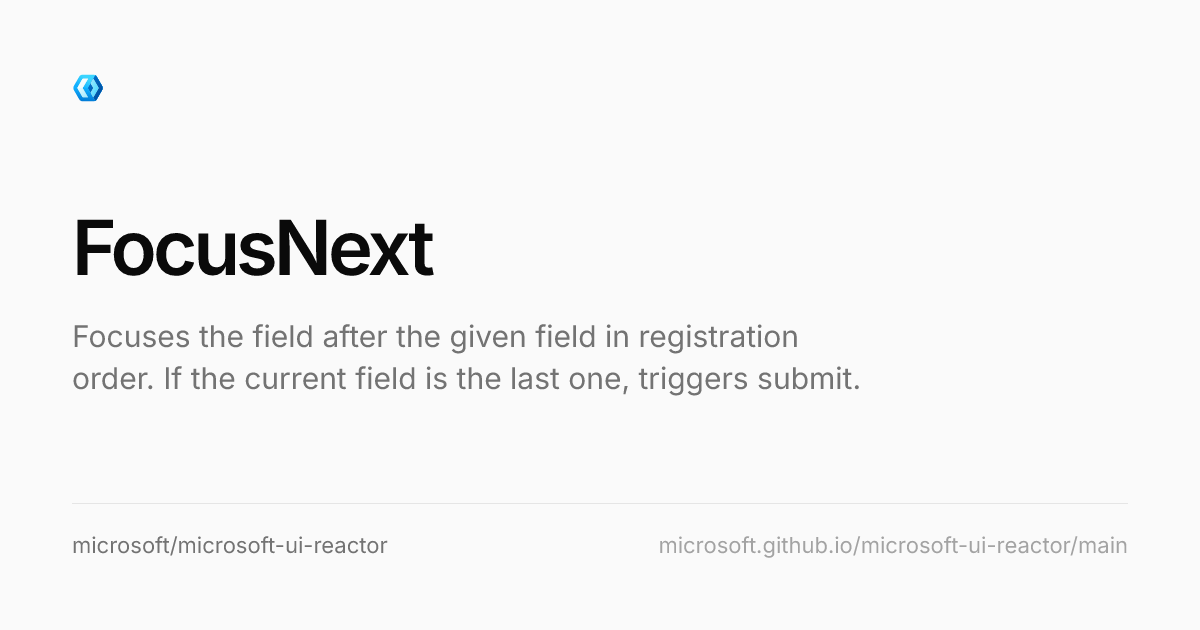 FocusNext
Focuses the field after the given field in registration
order. If the current field is the last one, triggers submit.
microsoft/microsoft-ui-reactor
microsoft.github.io/microsoft-ui-reactor/main